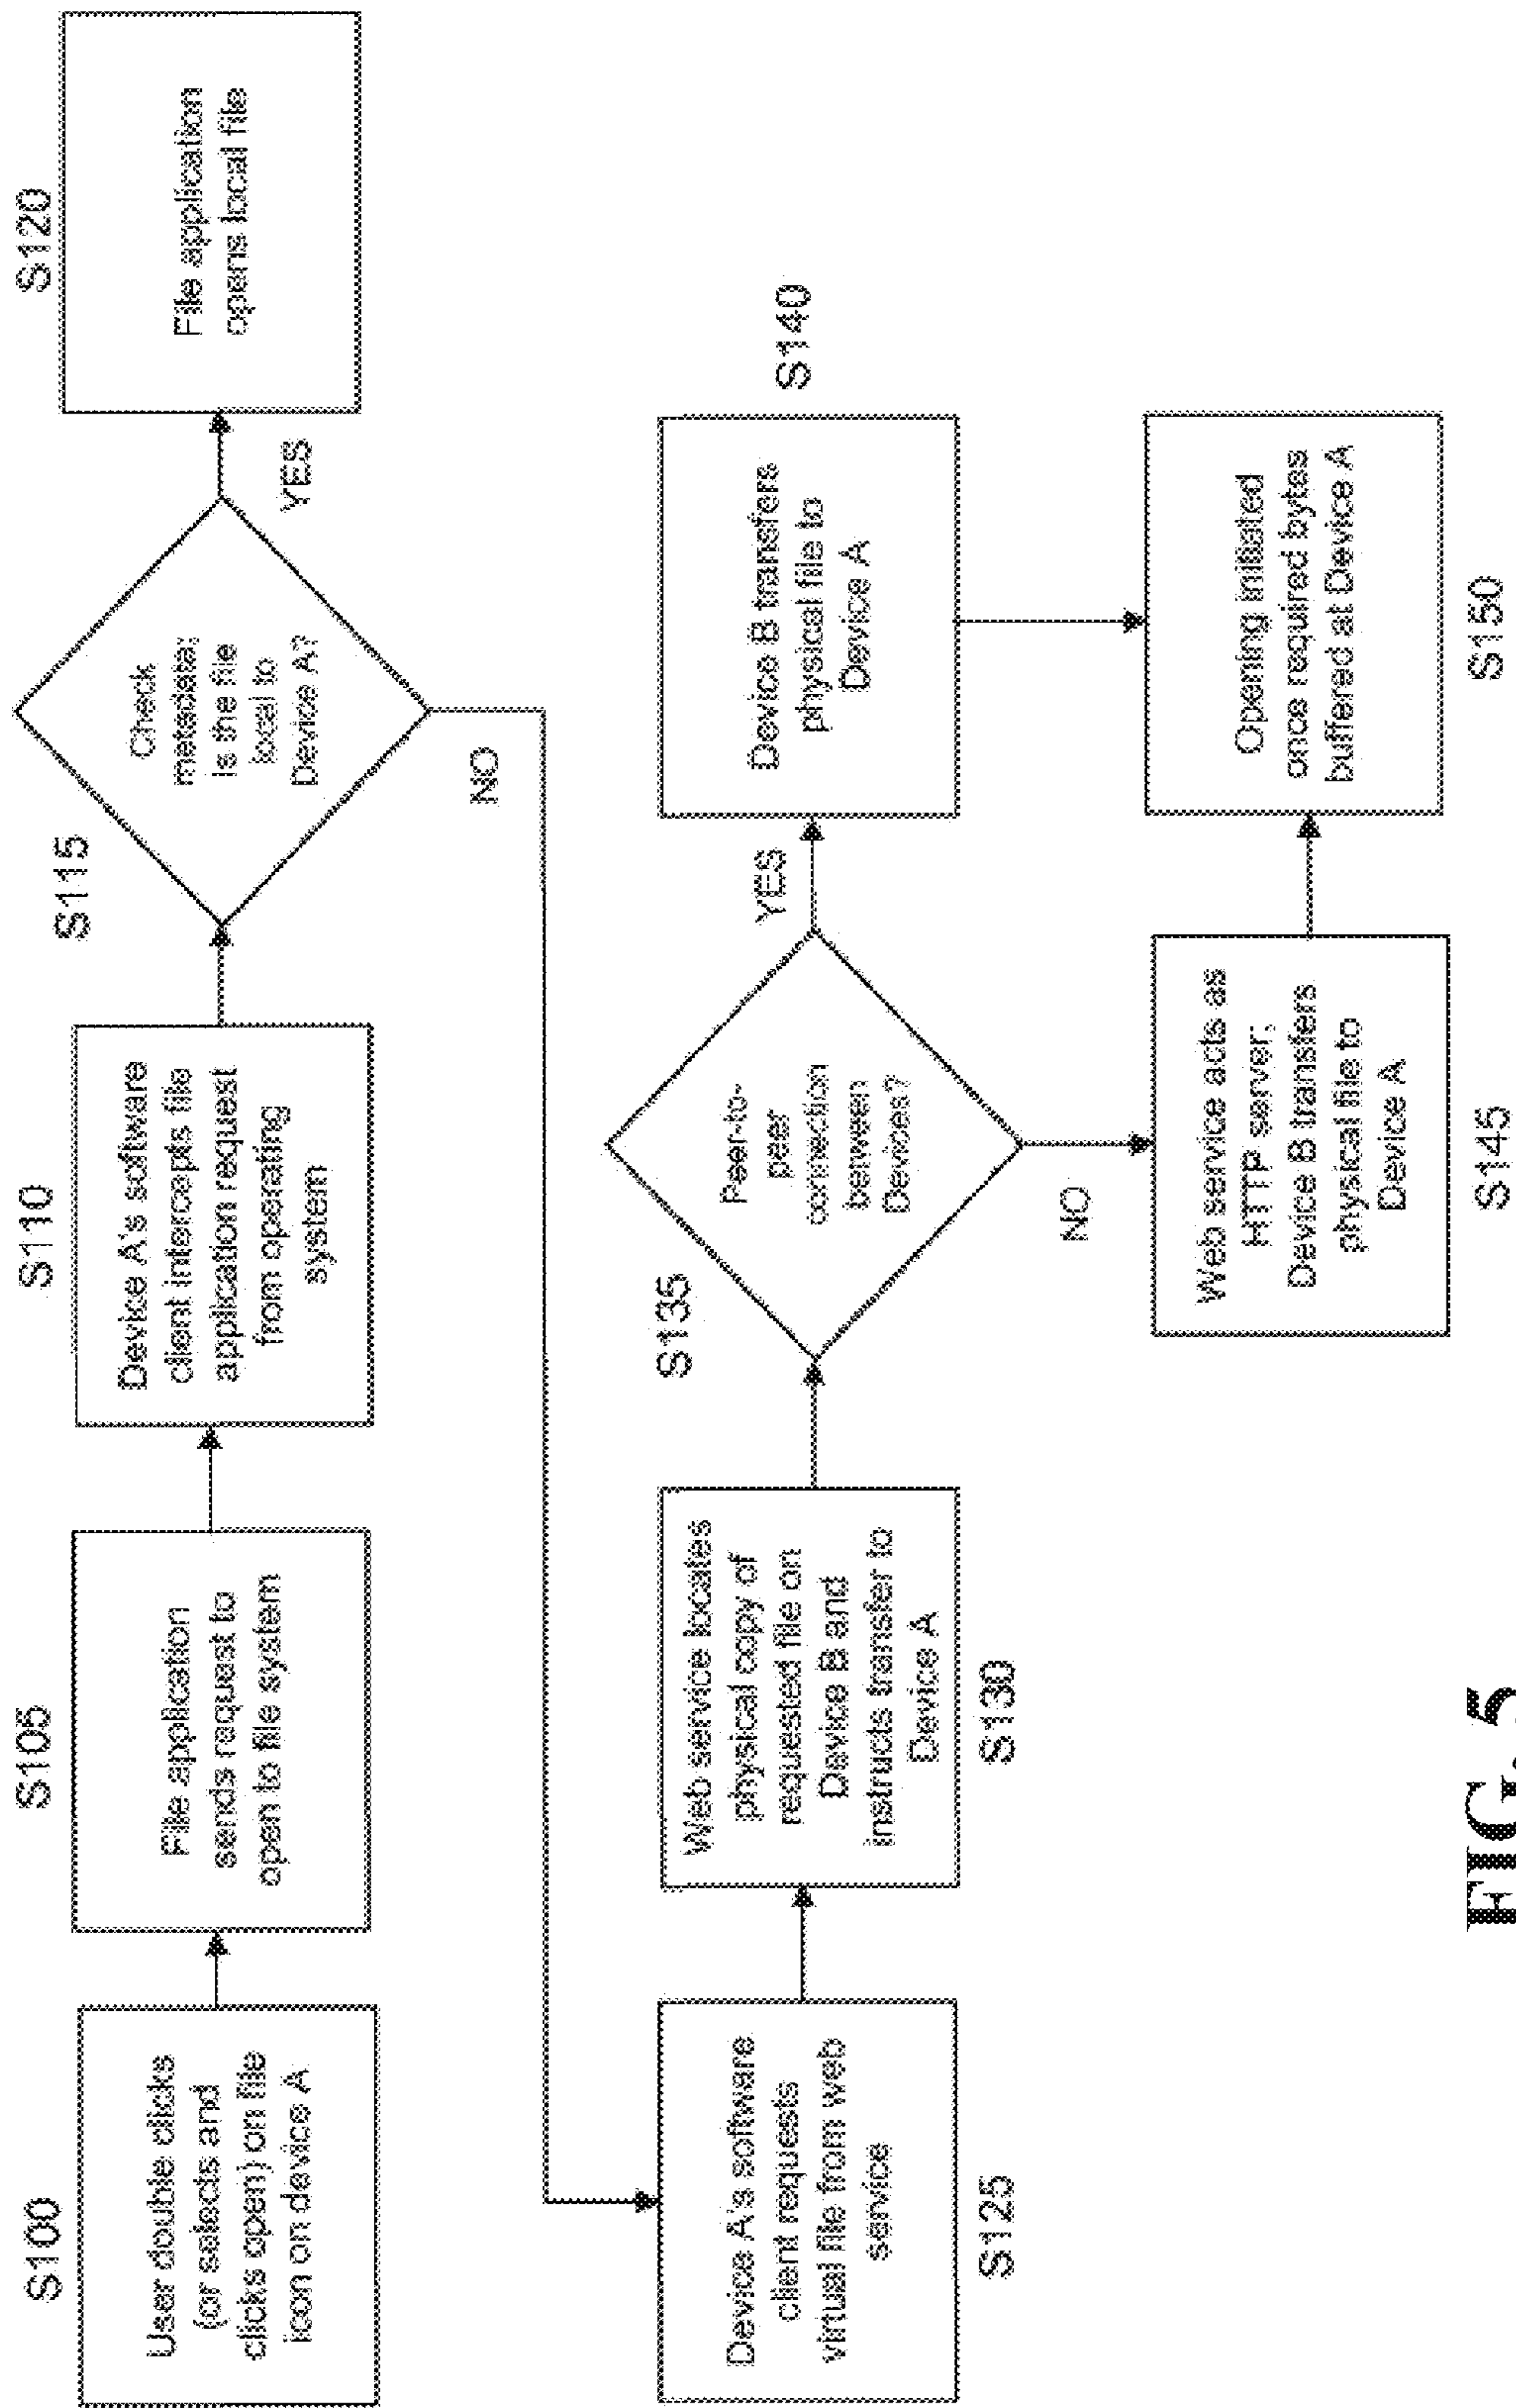 S100
User double clicks
(or selects and
clicks open) on file
icon on device A
S105
File application
sends request to
open to file system
S110
Device A's software
client intercepts file
application request
from operating
system
S115
Check
metadata:
is the file
local to
Device A?
YES
NO
S120
File application
opens local file
Device A's software
client requests
virtual file from web
service
S125
Web service locates
physical copy of
requested file on
Device B and
instructs transfer to
Device A
S130
S135
Peer-to-
peer
connection
between
Devices?
YES
NO
Device B transfers
physical file to
Device A
S140
Web service acts as
HTTP server;
Device B transfers
physical file to
Device A
S145
Opening initiated
once required bytes
buffered at Device A
S150
FIG. 5